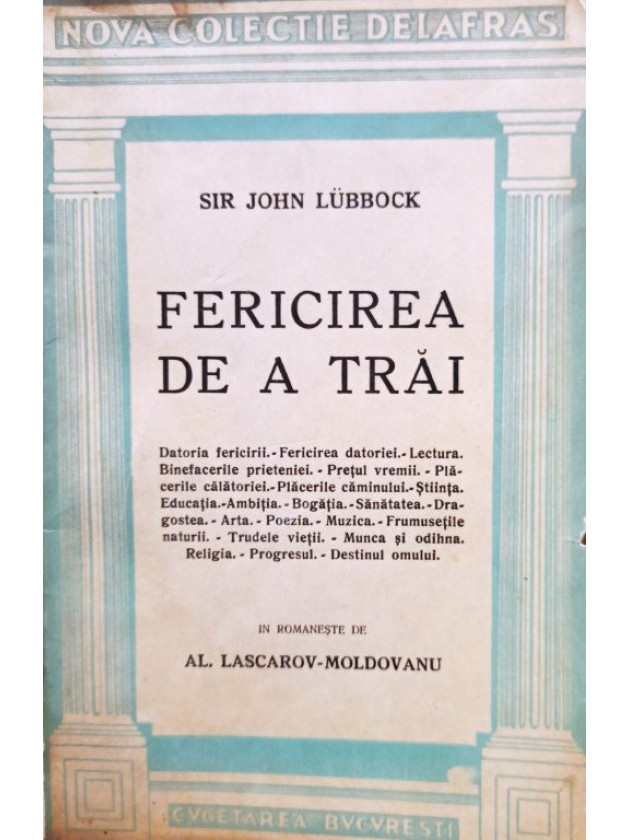 NOVA COLECTIE DELAFRAS
SIR JOHN LÜBBOCK
FERICIREA
DE A TRĂI
Datoria fericirii.-Fericirea datoriei.-Lectura.
Binefacerile prieteniei. - Prețul vremii. - Plă-
cerile călătoriei.-Plăcerile căminului.-Știința.
Educația.-Ambiția.- Bogăția.-Sănătatea.-Dra-
gostea. - Arta. - Poezia. - Muzica. - Frumusețile
naturii. - Trudele vieții. - Munca și odihna.
Religia. - Progresul. - Destinul omului.
IN ROMANEȘTE DE
AL. LASCAROV-MOLDOVANU
CUGETAREA BUCUREȘTI